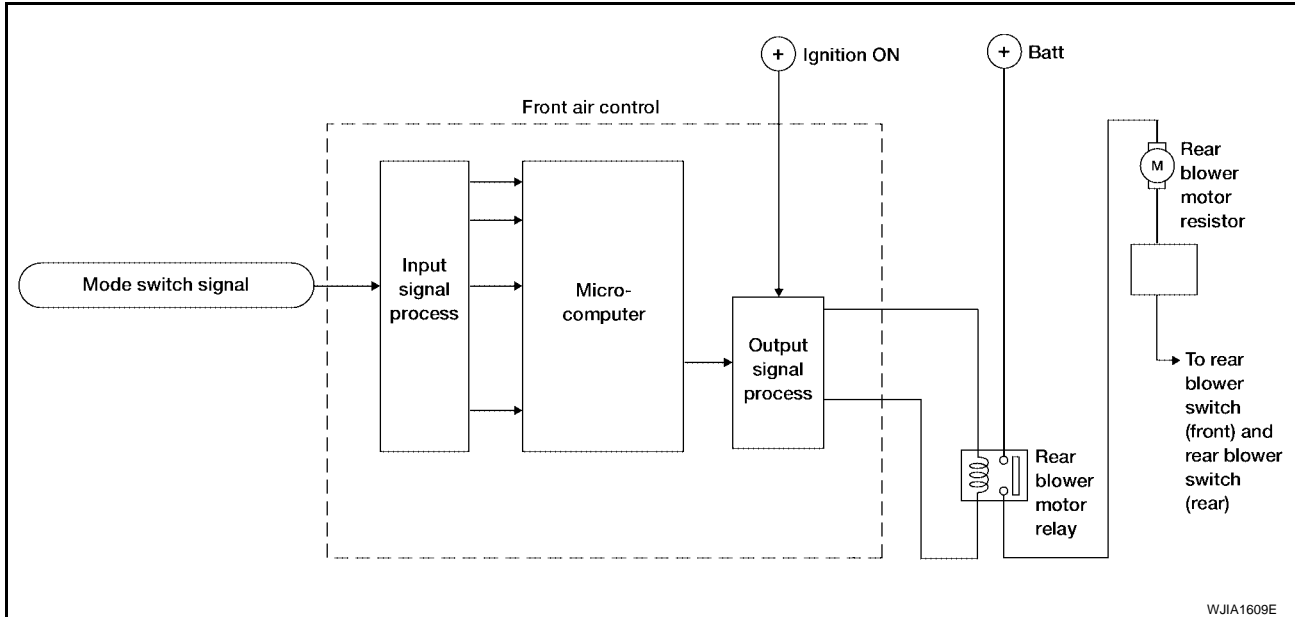 +
Ignition ON
+
Batt
Front air control
Rear
blower
motor
resistor
M
Mode switch signal
Input
signal
process
Micro-
computer
Output
signal
process
To rear
blower
switch
(front) and
rear blower
switch
(rear)
Rear
blower
motor
relay
WJIA1609E